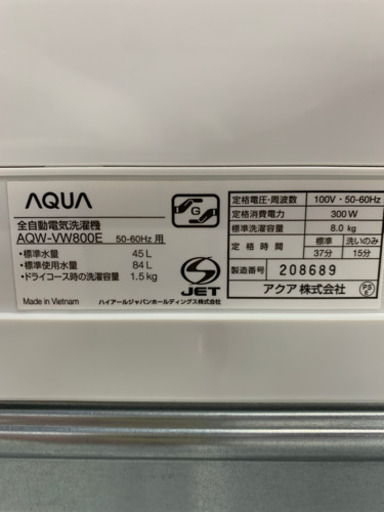 AQUA
全自動電気洗濯機
AQW-VW800E 50-60Hz 用
•標準水量 45L
•標準使用水量 84L
•ドライコース時の洗濯容量 1.5kg
Made in Vietnam
ハイアールジャパンホールディングス株式会社
G
S
JET
定格電圧・周波数 100V・50-60Hz
定格消費電力 300W
標準洗濯容量 8.0 kg
定格時間 標準 洗いのみ
37分 15分
製造番号 208689
アクア株式会社
PS
E